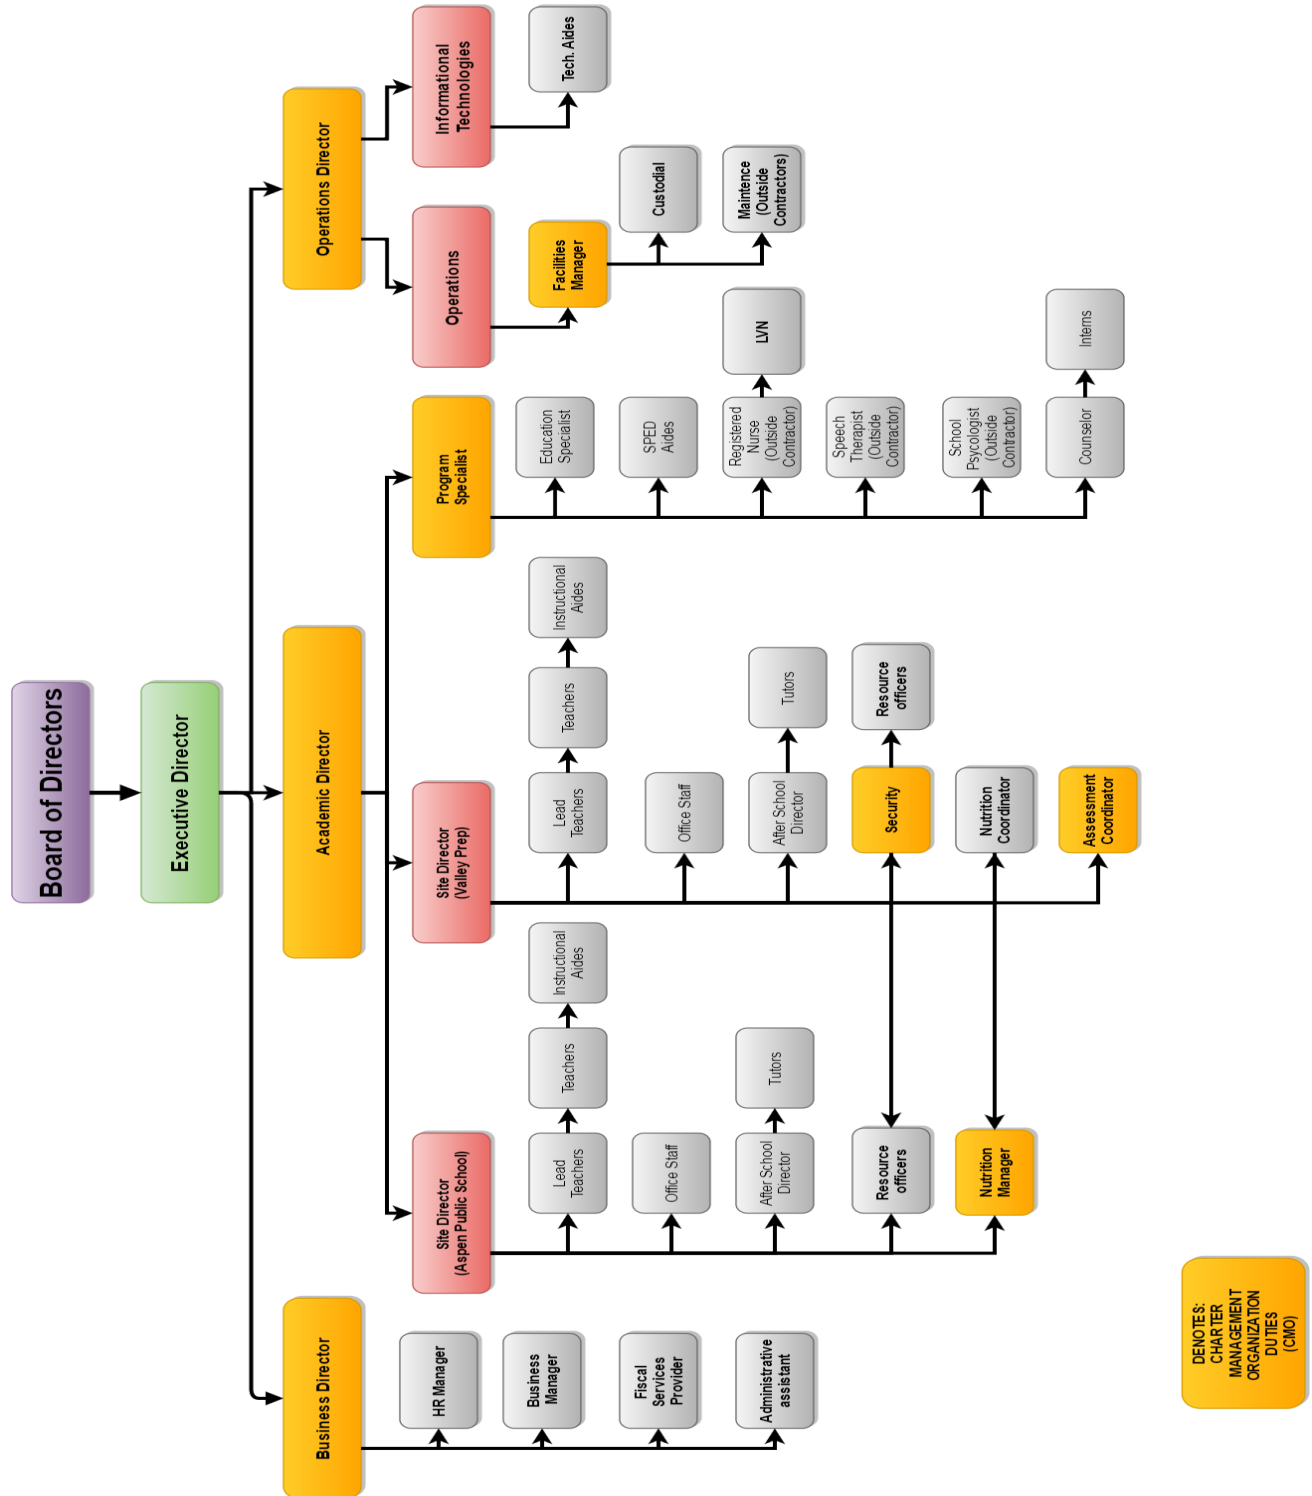 Board of Directors
Executive Director
Business Director
Academic Director
Operations Director
HR Manager
Business
Manager
Fiscal
Services
Provider
Administrative
assistant
Site Director
(Aspen Public School)
Lead
Teachers
Teachers
Instructional
Aides
Office Staff
After School
Director
Tutors
Resource
officers
Nutrition
Manager
Site Director
(Valley Prep)
Lead
Teachers
Teachers
Instructional
Aides
Office Staff
After School
Director
Tutors
Security
Resource
officers
Nutrition
Coordinator
Assessment
Coordinator
Program
Specialist
Education
Specialist
SPED
Aides
Registered
Nurse
(Outside
Contractor)
LVN
Speech
Therapist
(Outside
Contractor)
School
Psycologist
(Outside
Contractor)
Counselor
Interns
Operations
Facilities
Manager
Custodial
Maintence
(Outside
Contractors)
Informational
Technologies
Tech. Aides
DENOTES:
CHARTER
MANAGEMENT
ORGANIZATION
DUTIES
(CMO)